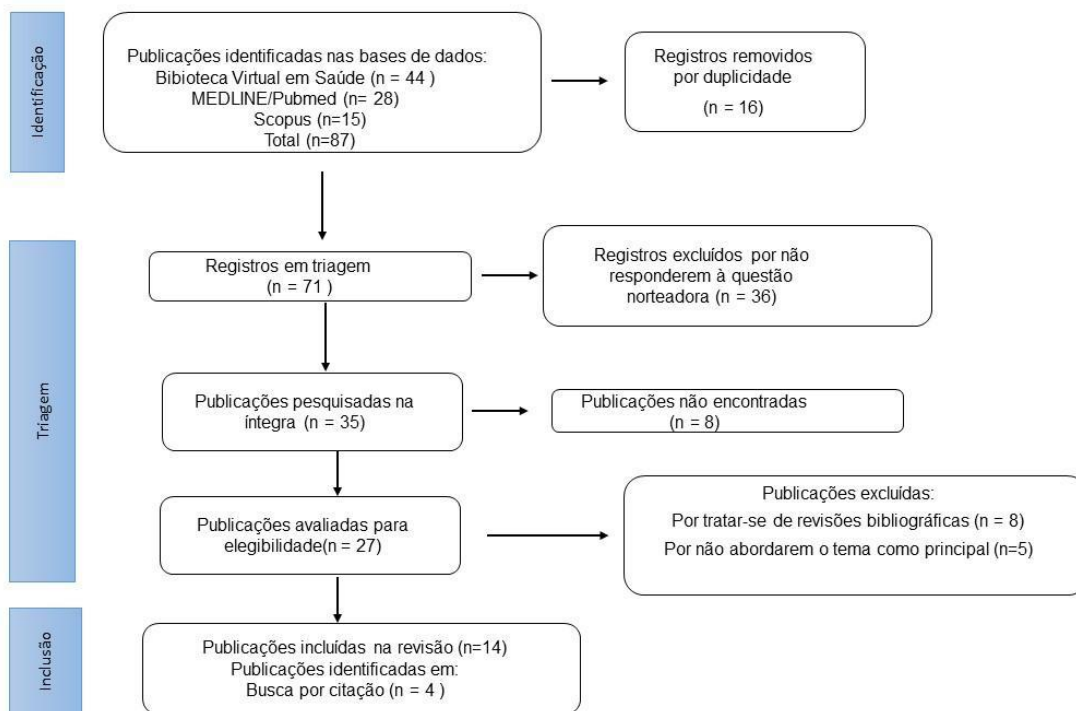 Identificação
Publicações identificadas nas bases de dados:
Bibioteca Virtual em Saúde (n = 44 )
MEDLINE/Pubmed (n= 28)
Scopus (n=15)
Total (n=87)
Registros removidos
por duplicidade
(n = 16)
Triagem
Registros em triagem
(n = 71 )
Registros excluídos por não
responderem à questão
norteadora (n = 36)
Publicações pesquisadas na
íntegra (n = 35)
Publicações não encontradas
(n = 8)
Publicações avaliadas para
elegibilidade(n = 27)
Publicações excluídas:
Por tratar-se de revisões bibliográficas (n = 8)
Por não abordarem o tema como principal (n=5)
Inclusão
Publicações incluídas na revisão (n=14)
Publicações identificadas em:
Busca por citação (n = 4 )